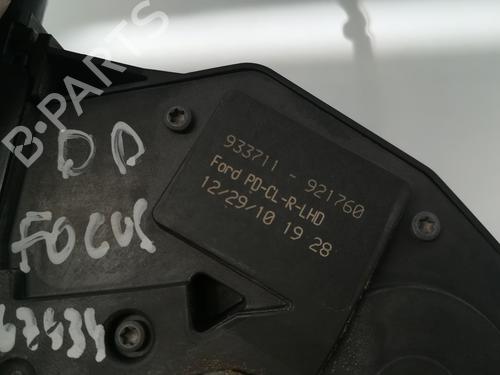 B-PARTS
DD
FOCUS
933711 - 921760
Ford PD-CL-R-LHD
12/29/10 19 28